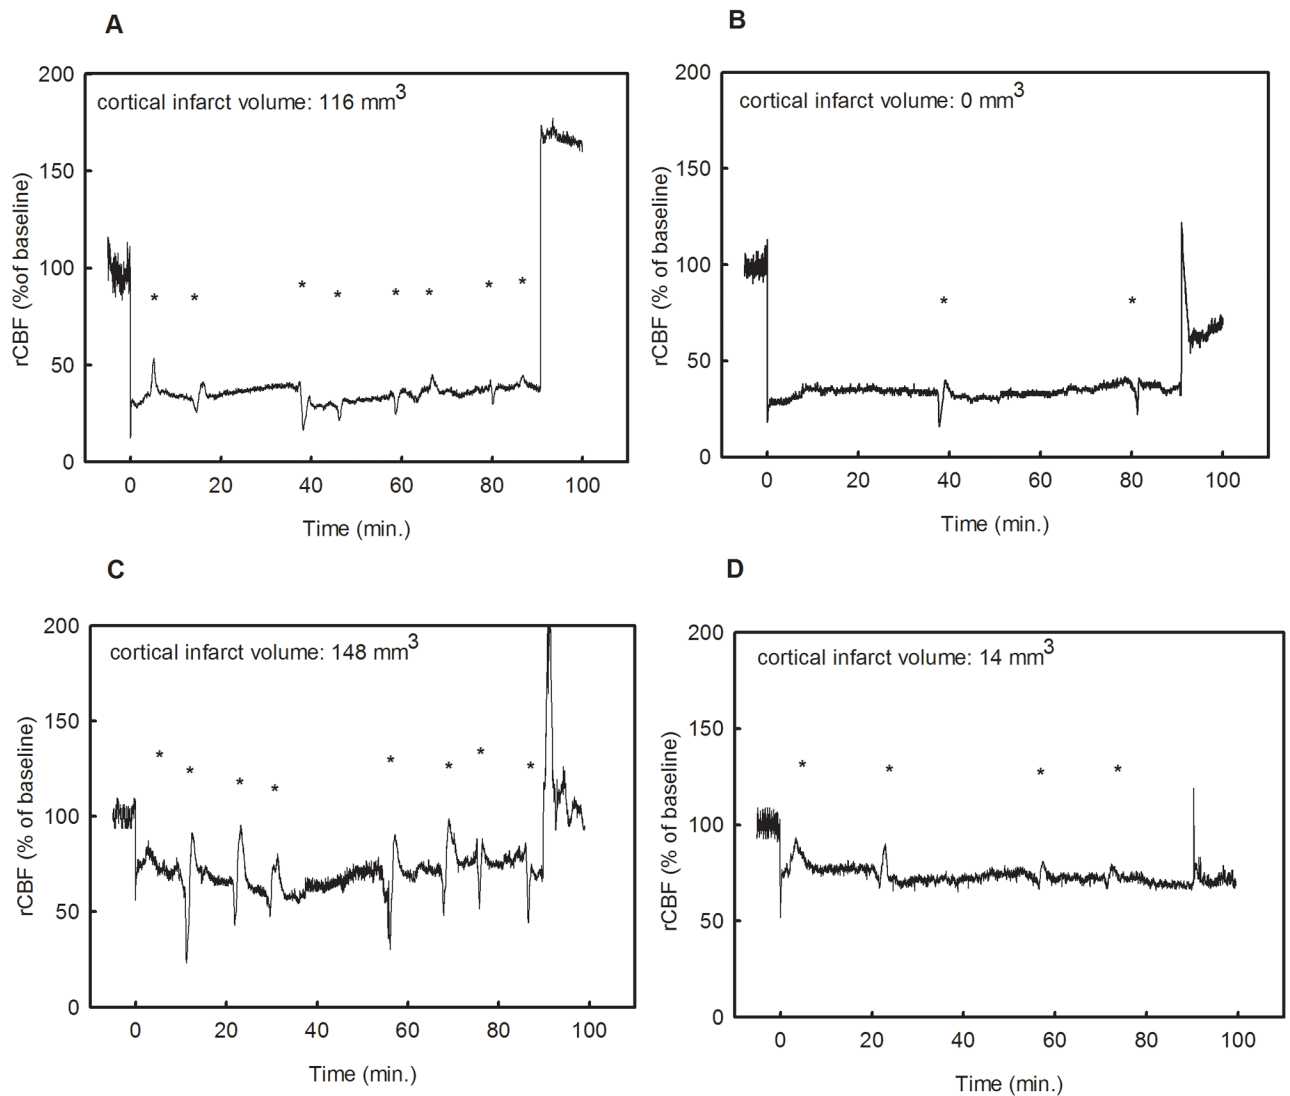 A
cortical infarct volume: 116 mm3
rCBF (%of baseline)
200
150
100
50
0
* * * * * * * *
0 20 40 60 80 100
Time (min.)
B
cortical infarct volume: 0 mm3
rCBF (% of baseline)
200
150
100
50
0
* *
0 20 40 60 80 100
Time (min.)
C
cortical infarct volume: 148 mm3
rCBF (% of baseline)
200
150
100
50
0
* * * * * * * *
0 20 40 60 80 100
Time (min.)
D
cortical infarct volume: 14 mm3
rCBF (% of baseline)
200
150
100
50
0
* * * *
0 20 40 60 80 100
Time (min.)